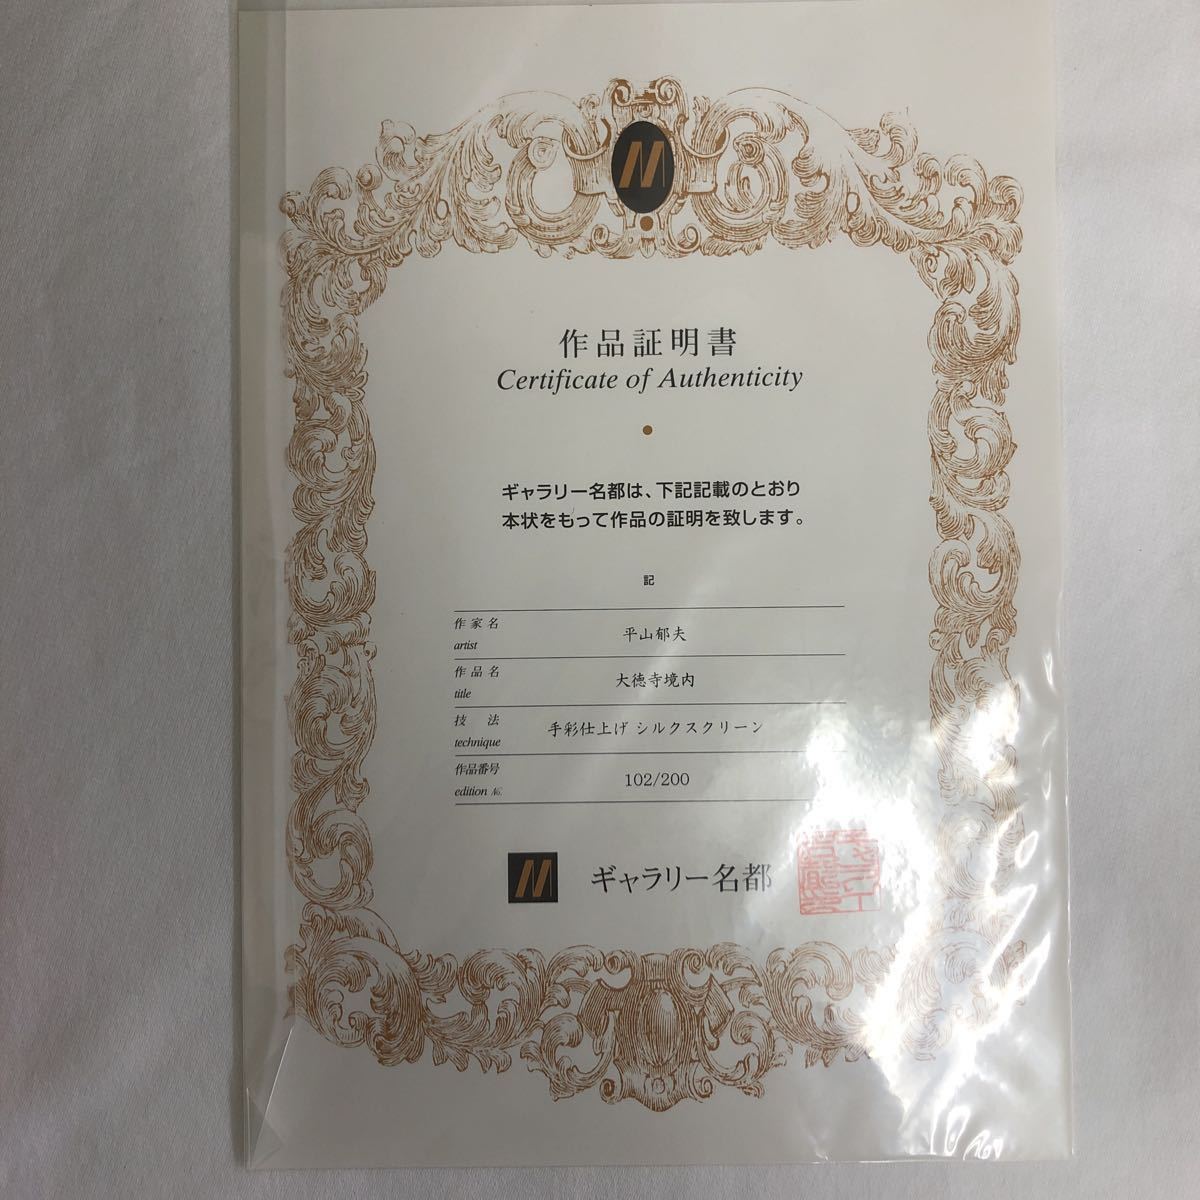 作品証明書
Certificate of Authenticity
ギャラリー名都は、下記記載のとおり
本状をもって作品の証明を致します。
記
作家名 平山郁夫
artist
作品名 大徳寺境内
title
技 法 手彩仕上げ シルクスクリーン
technique
作品番号 102/200
edition №.
ギャラリー名都